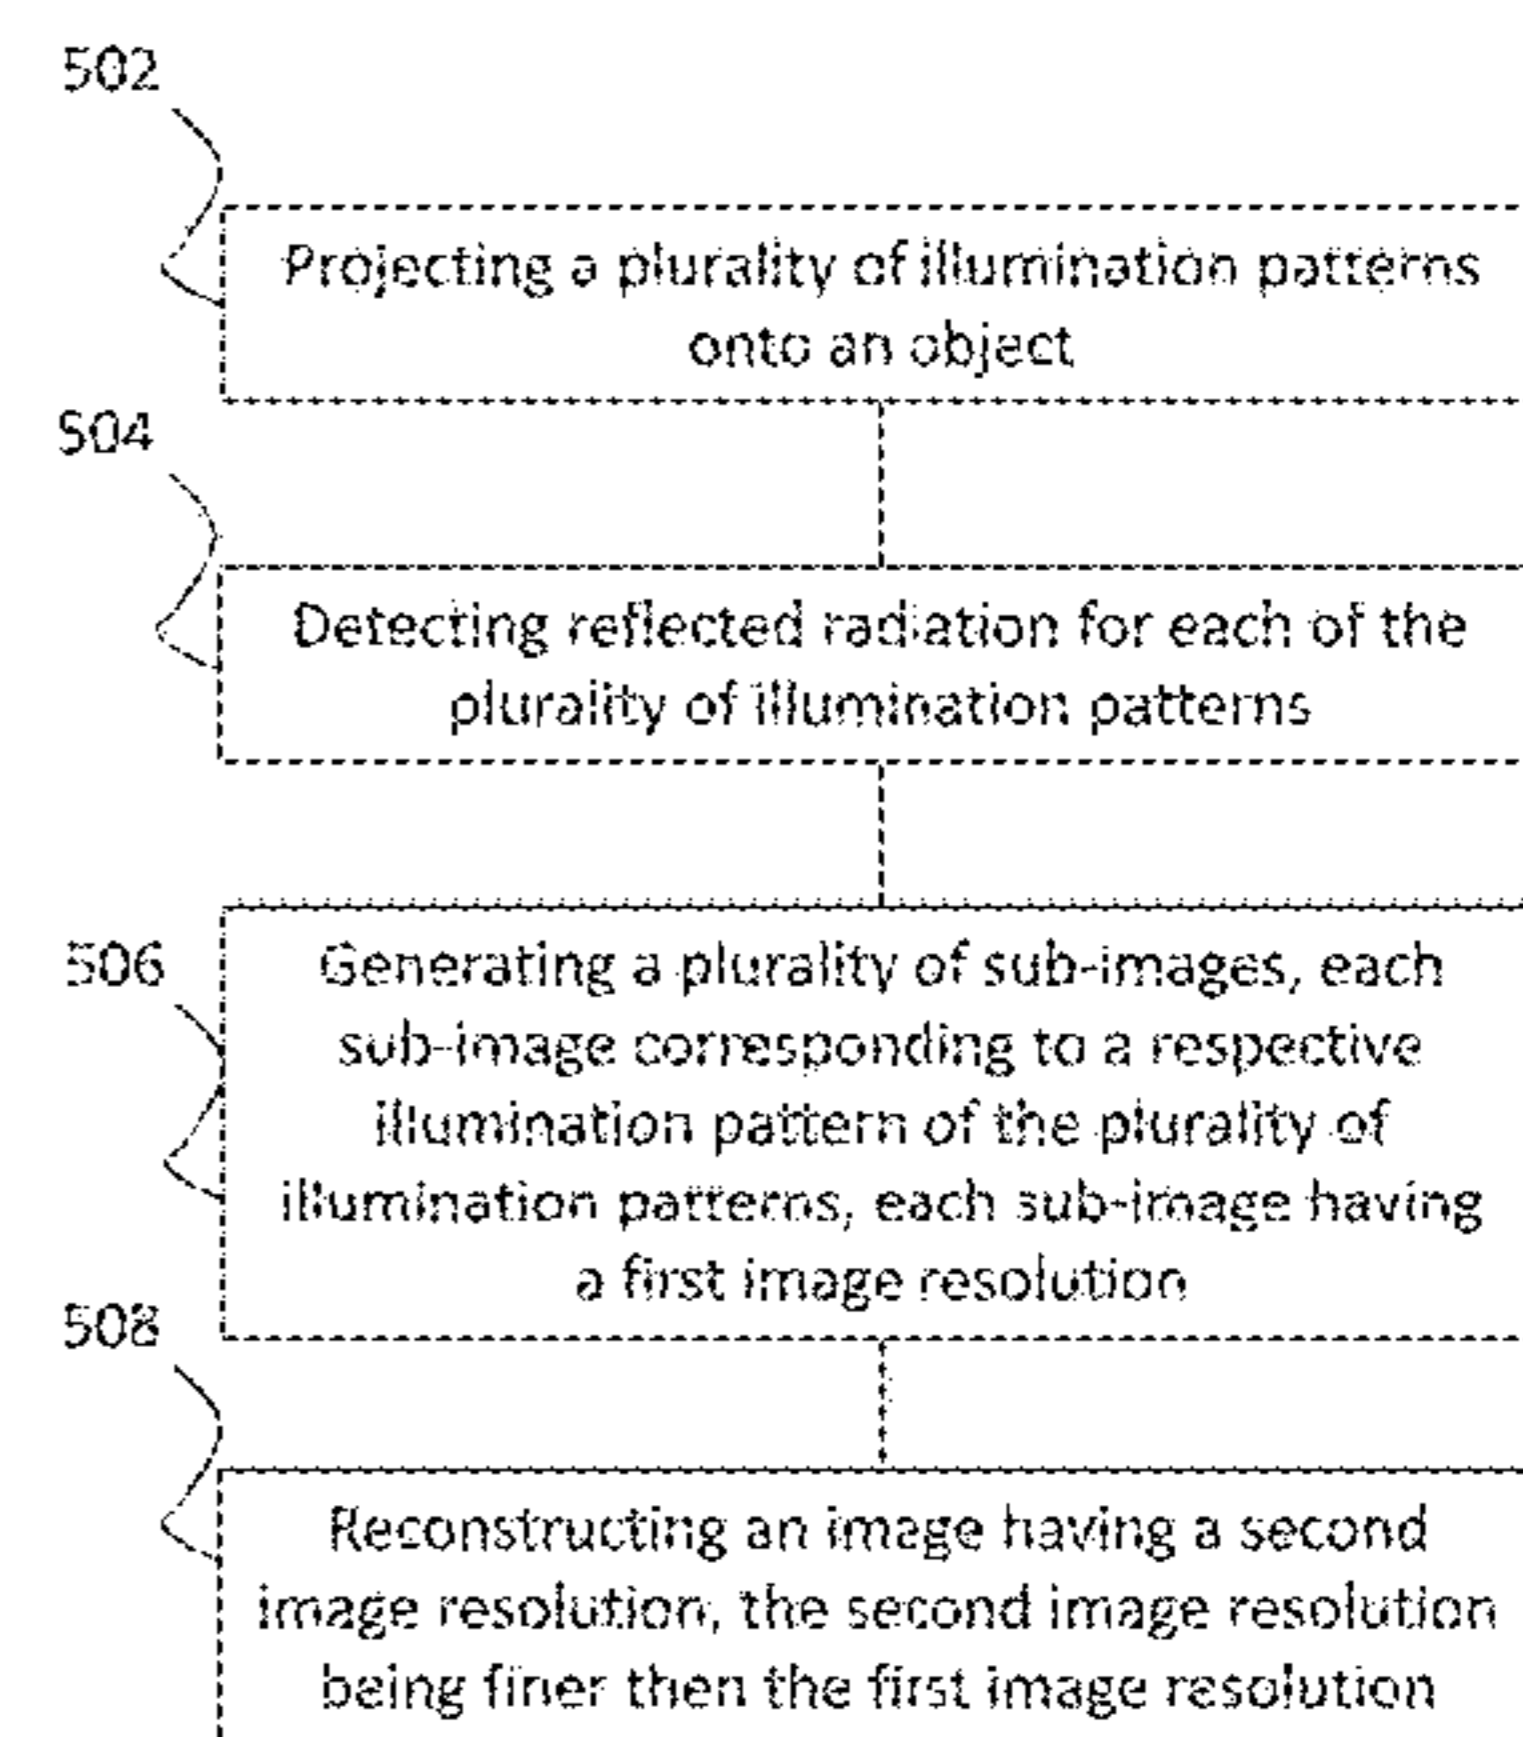 502
Projecting a plurality of illumination patterns
onto an object
504
Detecting reflected radiation for each of the
plurality of illumination patterns
506
Generating a plurality of sub-images, each
sub-image corresponding to a respective
illumination pattern of the plurality of
illumination patterns, each sub-image having
a first image resolution
508
Reconstructing an image having a second
image resolution, the second image resolution
being finer then the first image resolution